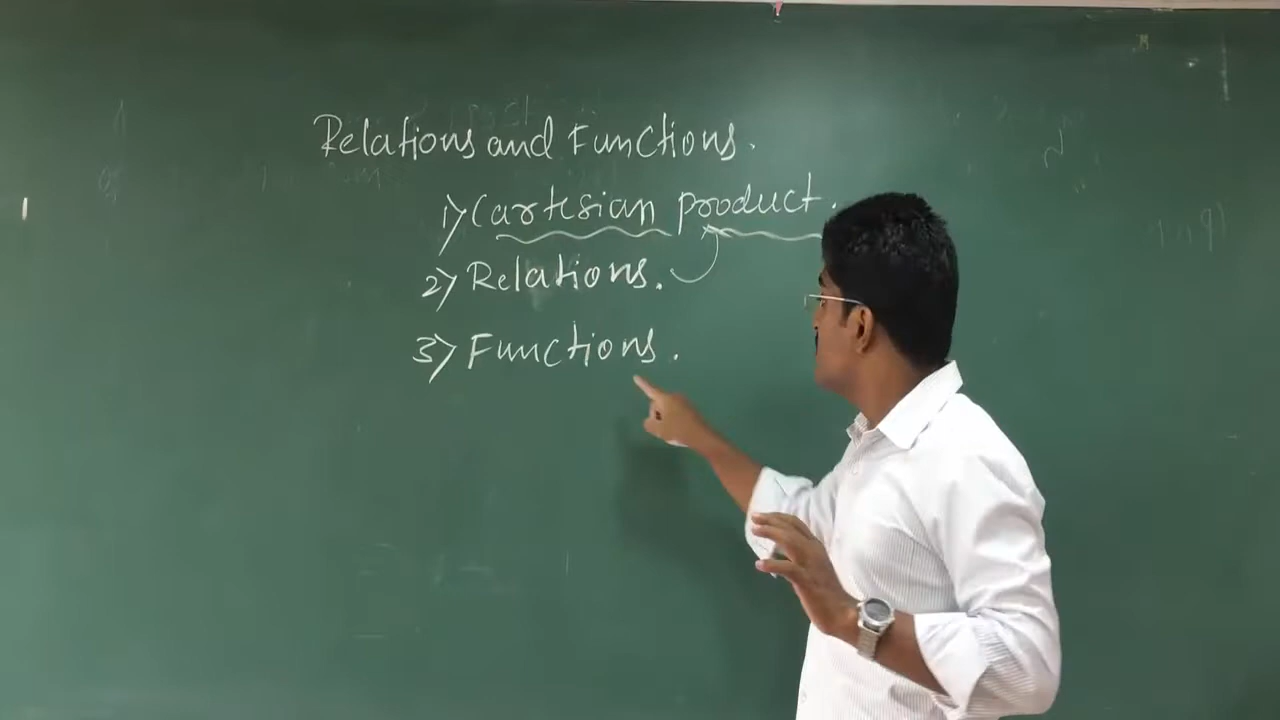 Relations and Functions.
1) Cartesian product.
2) Relations.
3) Functions.